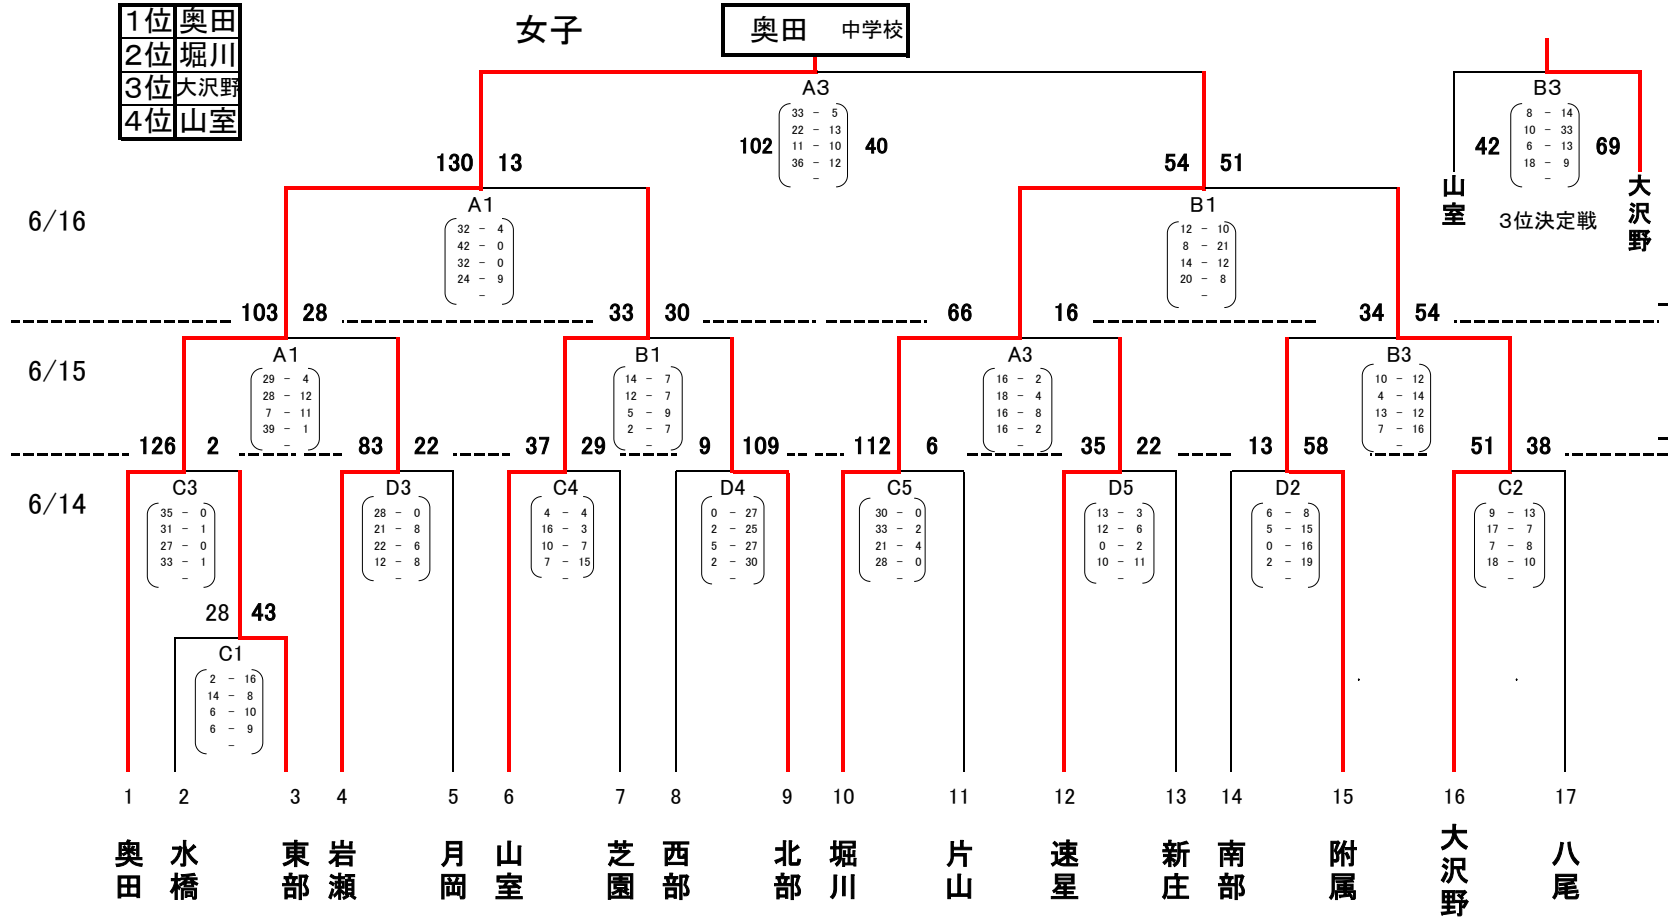 1位 奥田
2位 堀川
3位 大沢野
4位 山室
女子
奥田 中学校
A3
33 - 5
22 - 13
11 - 10
36 - 12
-
102 40
B3
8 - 14
10 - 33
6 - 13
18 - 9
-
42 69
山室
大沢野
3位決定戦
130 13
54 51
6/16
A1
32 - 4
42 - 0
32 - 0
24 - 9
-
B1
12 - 10
8 - 21
14 - 12
20 - 8
-
103 28
33 30
66 16
34 54
6/15
A1
29 - 4
28 - 12
7 - 11
39 - 1
-
B1
14 - 7
12 - 7
5 - 9
2 - 7
-
A3
16 - 2
18 - 4
16 - 8
16 - 2
-
B3
10 - 12
4 - 14
13 - 12
7 - 16
-
126 2
83 22
37 29
9 109
112 6
35 22
13 58
51 38
6/14
C3
35 - 0
31 - 1
27 - 0
33 - 1
-
D3
28 - 0
21 - 8
22 - 6
12 - 8
-
C4
4 - 4
16 - 3
10 - 7
7 - 15
-
D4
0 - 27
2 - 25
5 - 27
2 - 30
-
C5
30 - 0
33 - 2
21 - 4
28 - 0
-
D5
13 - 3
12 - 6
0 - 2
10 - 11
-
D2
6 - 8
5 - 15
0 - 16
2 - 19
-
C2
9 - 13
17 - 7
7 - 8
18 - 10
-
28 43
C1
2 - 16
14 - 8
6 - 10
6 - 9
-
1 2 3 4 5 6 7 8 9 10 11 12 13 14 15 16 17
奥田
水橋
東部
岩瀬
月岡
山室
芝園
西部
北部
堀川
片山
速星
新庄
南部
附属
大沢野
八尾